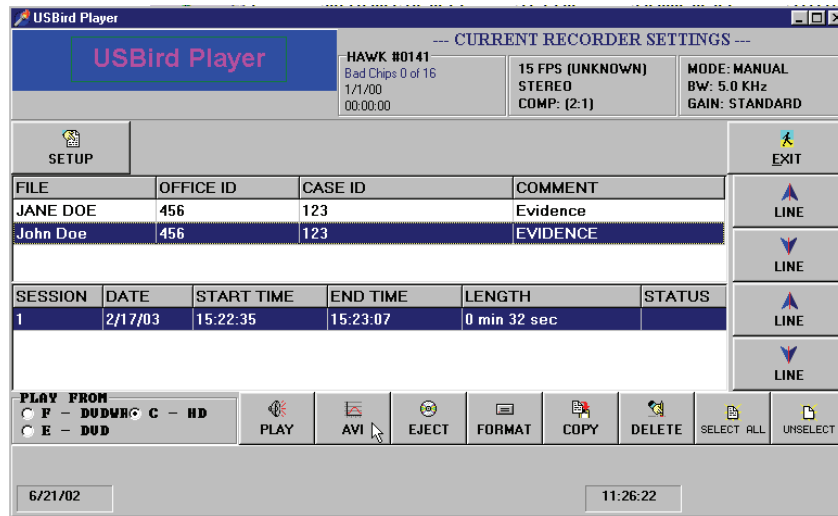 USBird Player
USBird Player
--- CURRENT RECORDER SETTINGS ---
HAWK #0141
Bad Chips 0 of 16
1/1/00
00:00:00
15 FPS (UNKNOWN)
STEREO
COMP: (2:1)
MODE: MANUAL
BW: 5.0 KHz
GAIN: STANDARD
SETUP
EXIT
FILE OFFICE ID CASE ID COMMENT
JANE DOE 456 123 Evidence
John Doe 456 123 EVIDENCE
LINE
LINE
SESSION DATE START TIME END TIME LENGTH STATUS
1 2/17/03 15:22:35 15:23:07 0 min 32 sec
LINE
LINE
PLAY FROM
F - DVDWR C - HD
E - DVD
PLAY
AVI
EJECT
FORMAT
COPY
DELETE
SELECT ALL
UNSELECT
6/21/02
11:26:22